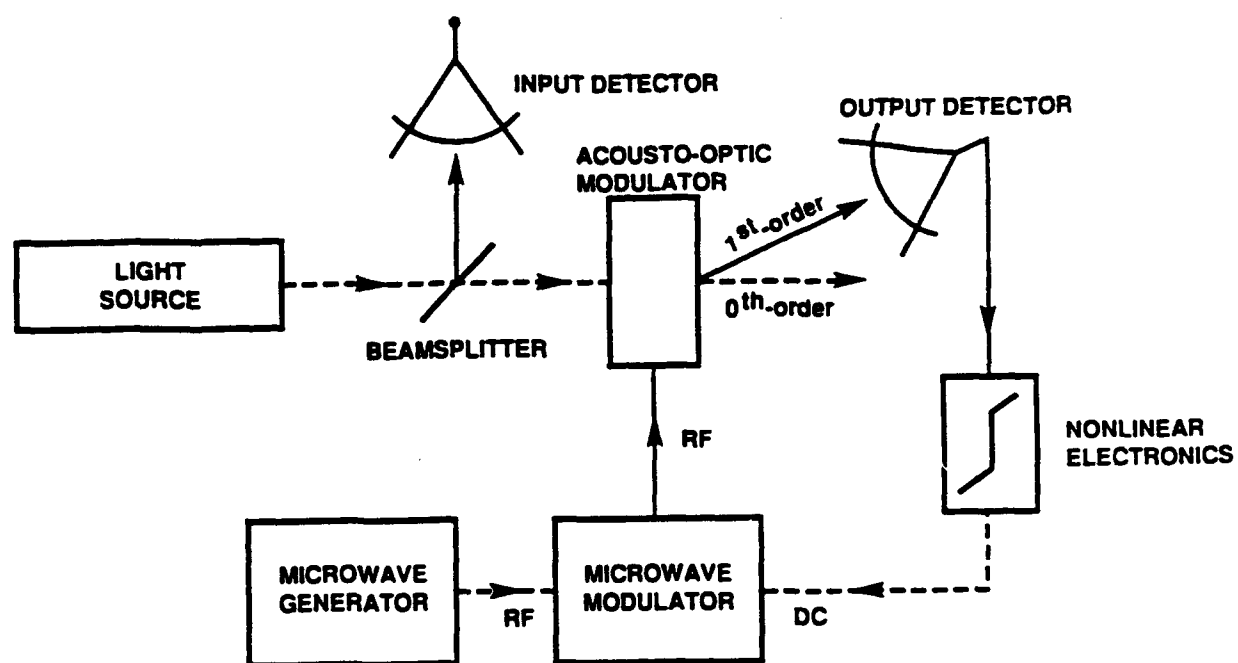 INPUT DETECTOR
OUTPUT DETECTOR
ACOUSTO-OPTIC
MODULATOR
1st-order
LIGHT
SOURCE
0th-order
BEAMSPLITTER
RF
NONLINEAR
ELECTRONICS
MICROWAVE
GENERATOR
RF
MICROWAVE
MODULATOR
DC